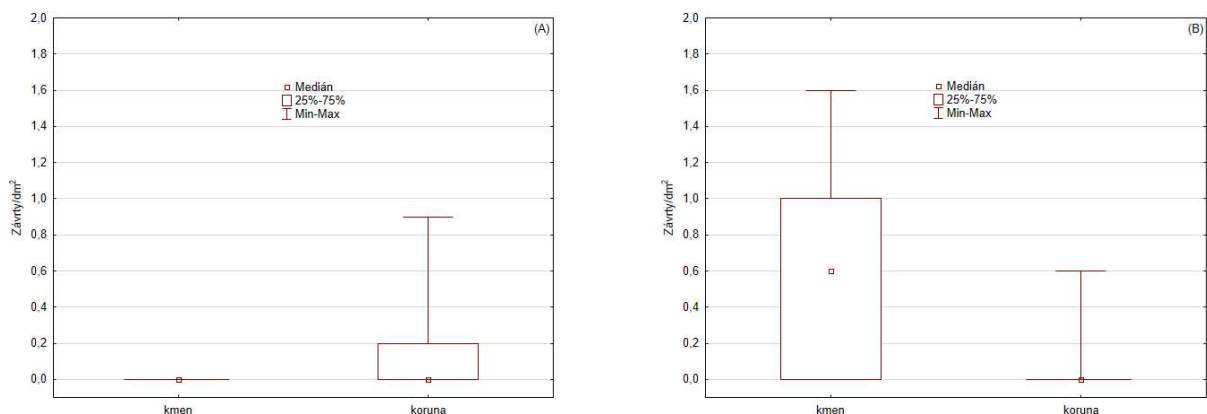 (A)
2,0
1,8
1,6
1,4
1,2
1,0
0,8
0,6
0,4
0,2
0,0
Závrty/dm²
Medián
25%-75%
Min-Max
kmen koruna
(B)
2,0
1,8
1,6
1,4
1,2
1,0
0,8
0,6
0,4
0,2
0,0
Závrty/dm²
Medián
25%-75%
Min-Max
kmen koruna